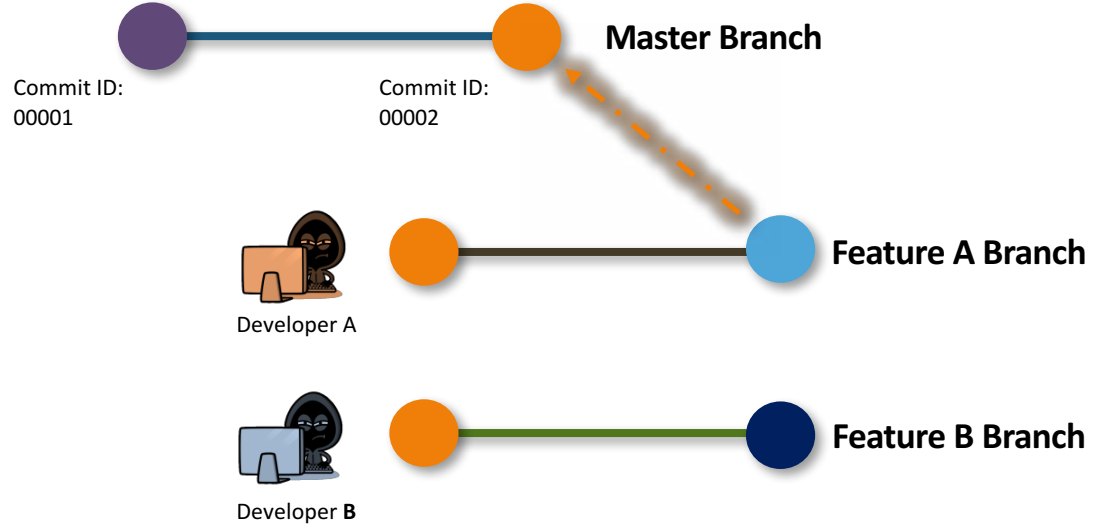 Master Branch
Commit ID:
00001
Commit ID:
00002
Feature A Branch
Developer A
Feature B Branch
Developer B